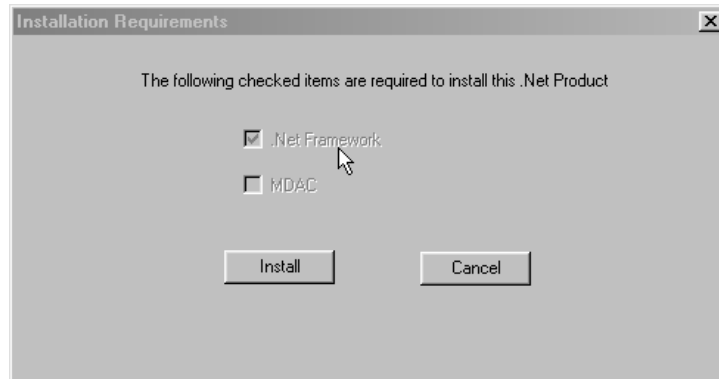 Installation Requirements
The following checked items are required to install this .Net Product
.Net Framework
MDAC
Install Cancel